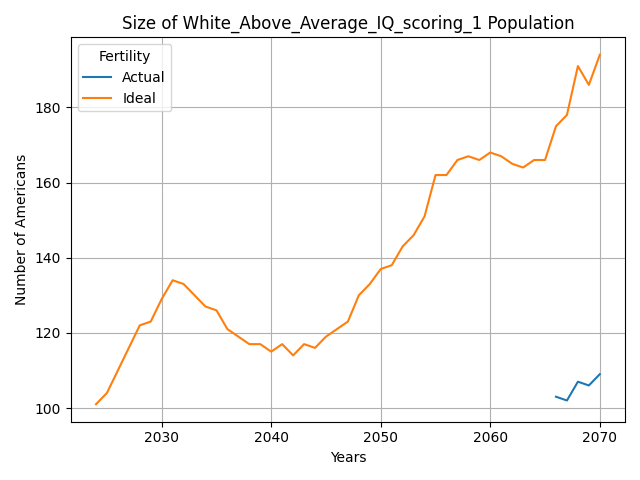 Size of White_Above_Average_IQ_scoring_1 Population
Fertility
Actual
Ideal
Number of Americans
180
160
140
120
100
2030 2040 2050 2060 2070
Years